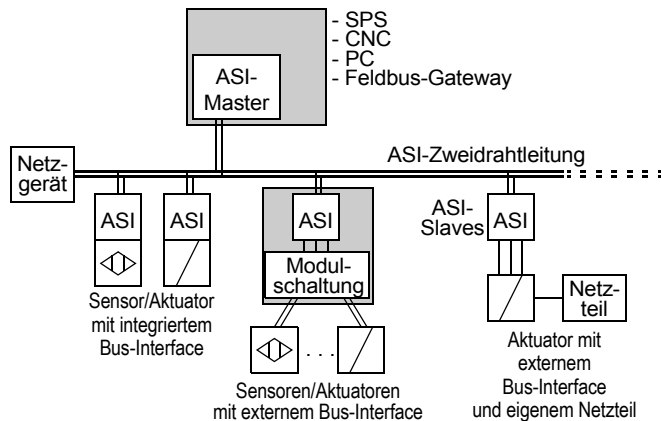 - SPS
- CNC
- PC
- Feldbus-Gateway
ASI-
Master
Netz-
gerät
ASI-Zweidrahtleitung
ASI
ASI
ASI
ASI-
Slaves
ASI
Modul-
schaltung
Netz-
teil
Sensor/Aktuator
mit integriertem
Bus-Interface
. . .
Sensoren/Aktuatoren
mit externem Bus-Interface
Aktuator mit
externem
Bus-Interface
und eigenem Netzteil